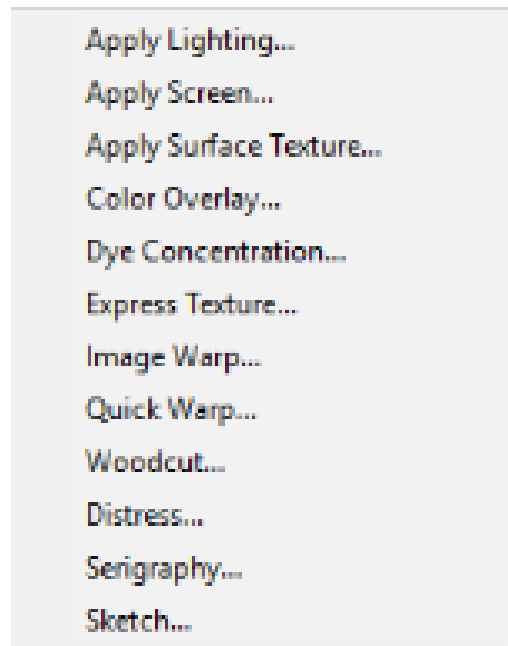 Apply Lighting...
Apply Screen...
Apply Surface Texture...
Color Overlay...
Dye Concentration...
Express Texture...
Image Warp...
Quick Warp...
Woodcut...
Distress...
Serigraphy...
Sketch...